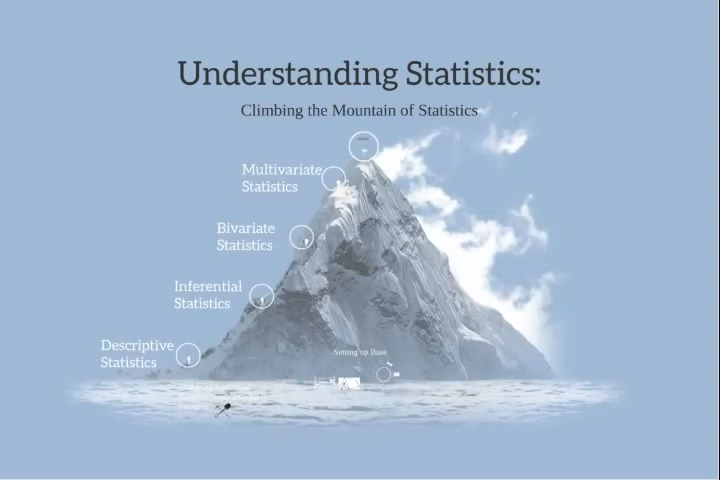 Understanding Statistics:
Climbing the Mountain of Statistics
Multivariate
Statistics
Bivariate
Statistics
Inferential
Statistics
Descriptive
Statistics
Setting up Base